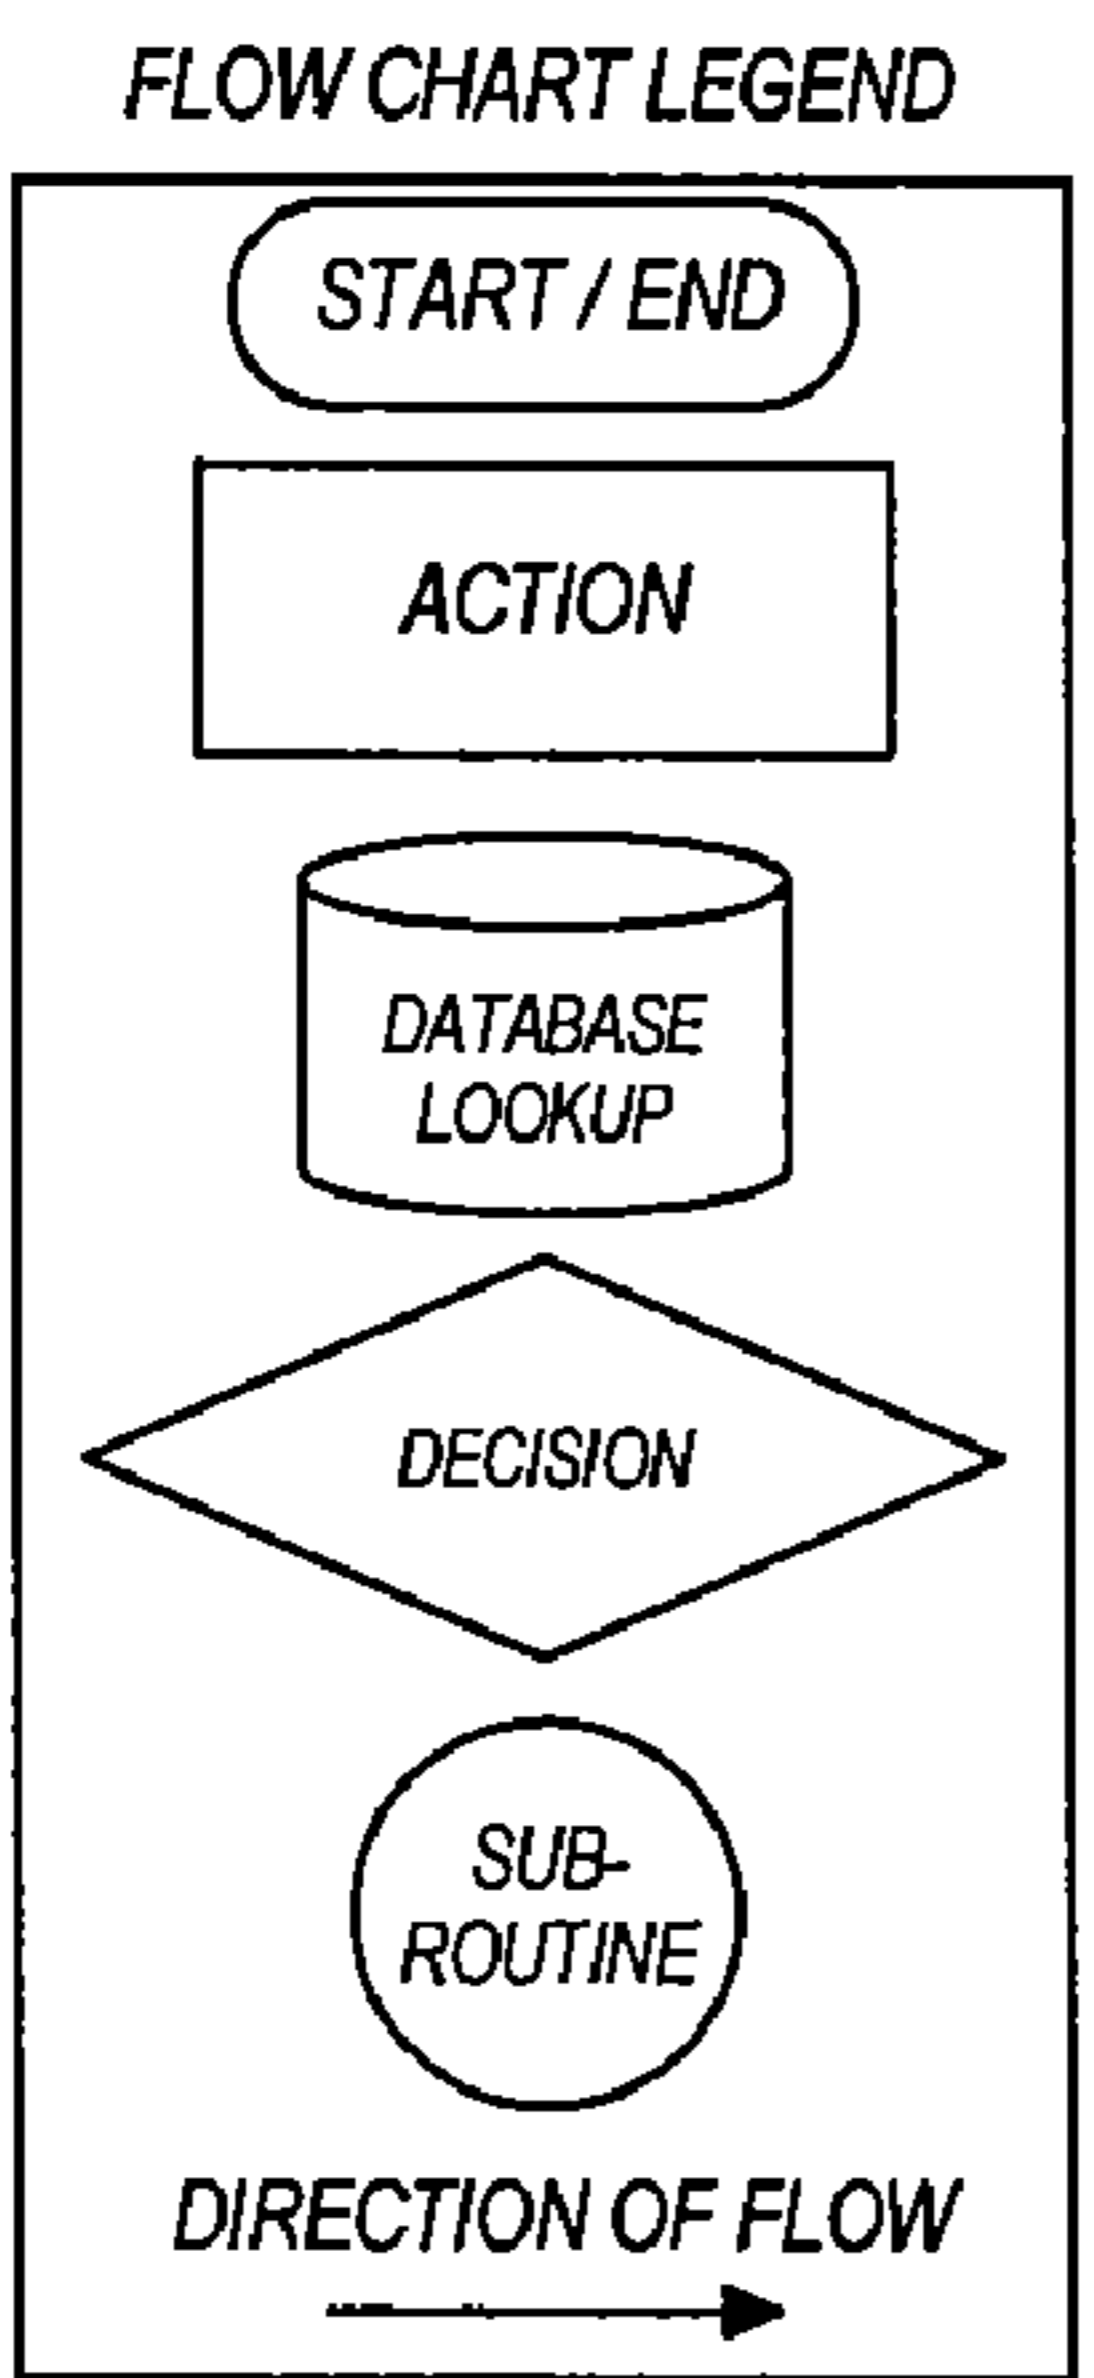 FLOW CHART LEGEND
START / END
ACTION
DATABASE
LOOKUP
DECISION
SUB-
ROUTINE
DIRECTION OF FLOW